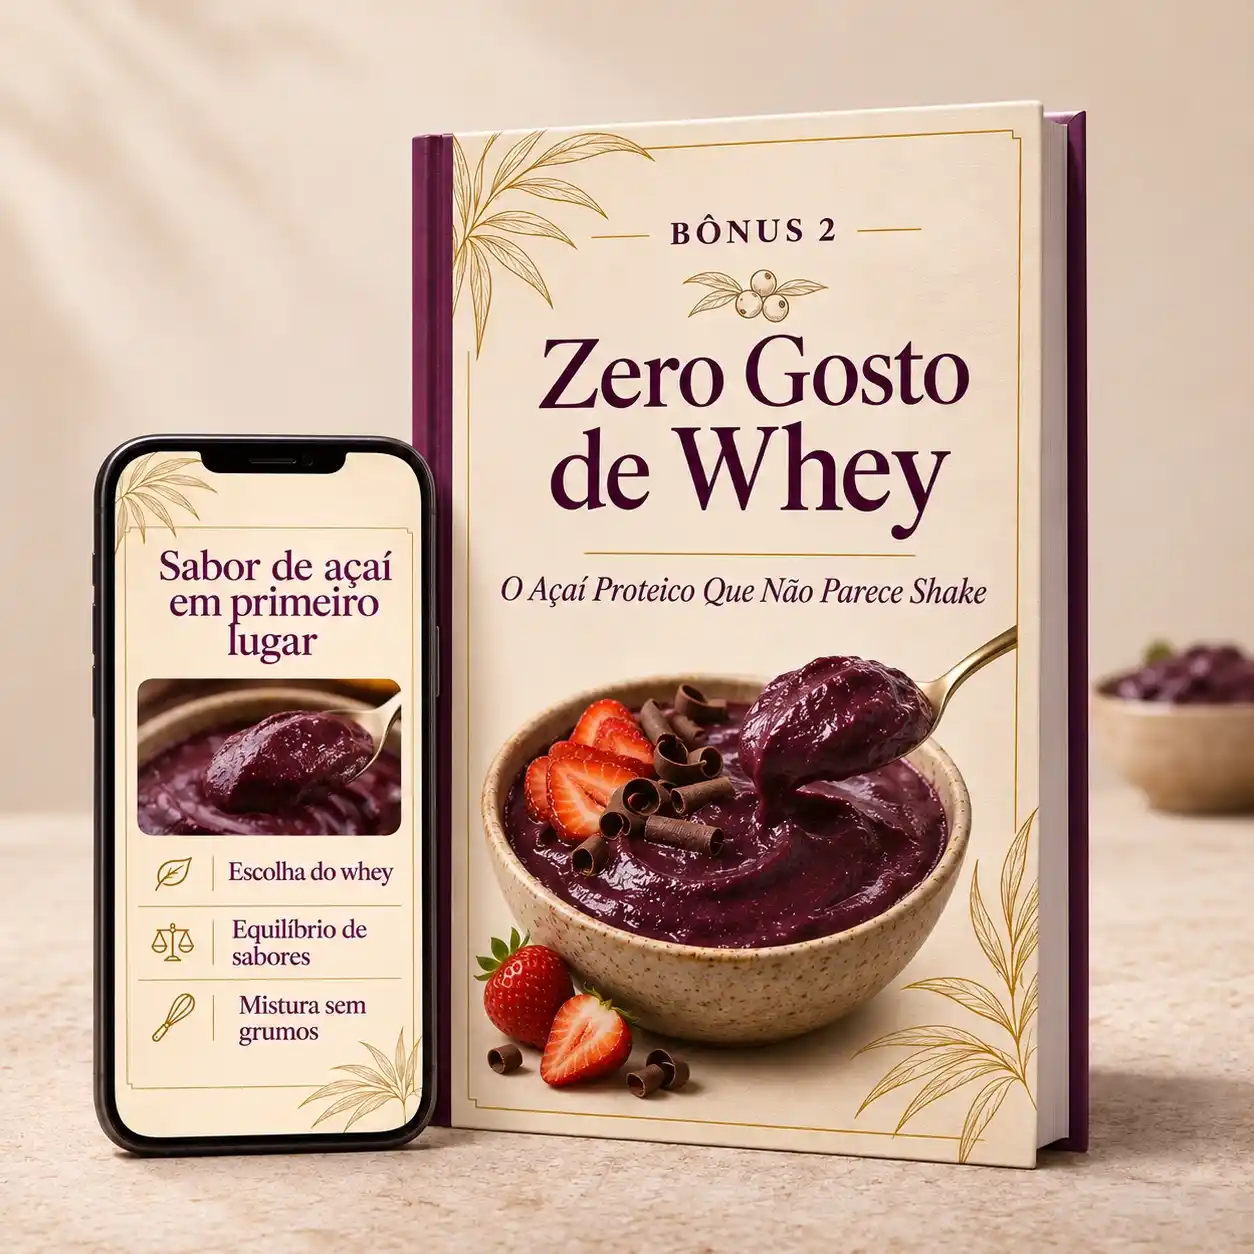 BÔNUS 2
Zero Gosto
de Whey
O Açaí Proteico Que Não Parece Shake
Sabor de açaí
em primeiro
lugar
Escolha do whey
Equilíbrio de
sabores
Mistura sem
grumos